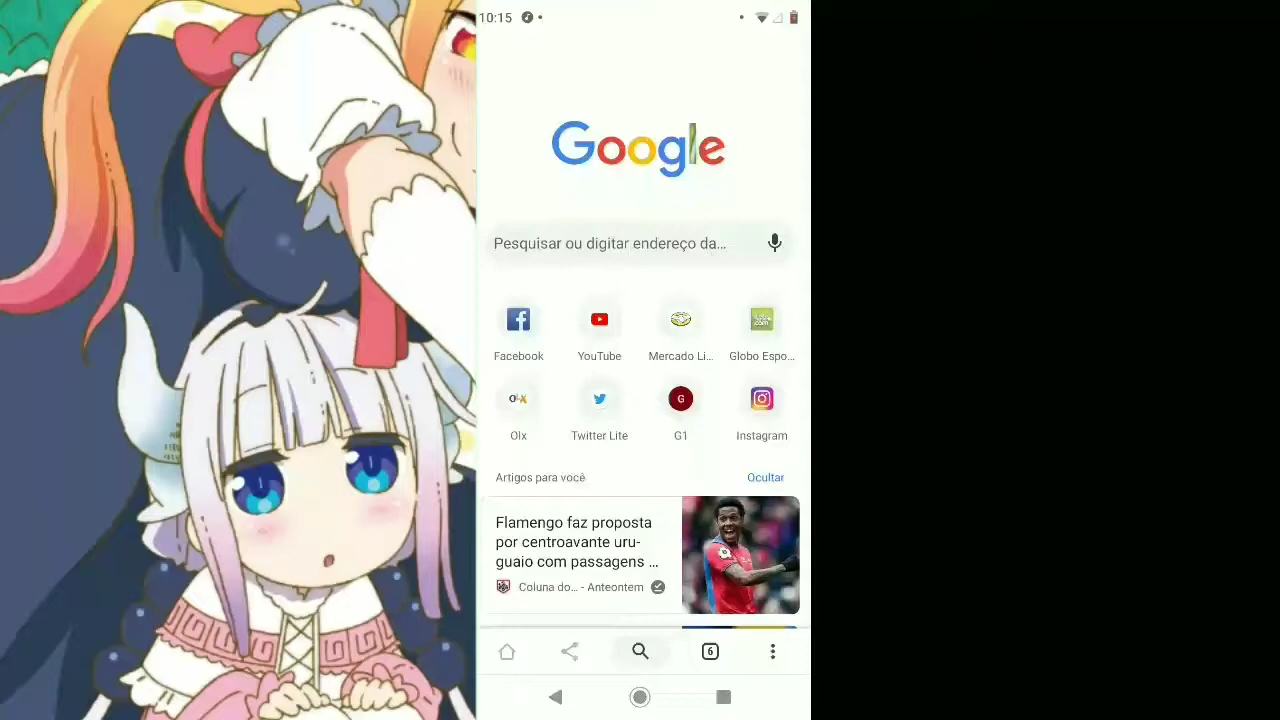 10:15
Google
Pesquisar ou digitar endereço da...
Facebook
YouTube
Mercado Li...
Globo Espo...
OLX
G
Olx
Twitter Lite
G1
Instagram
Artigos para você
Ocultar
Flamengo faz proposta
por centroavante uru-
guaio com passagens ...
Coluna do... - Anteontem
6